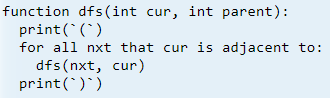 function dfs(int cur, int parent):
  print(`(`)
  for all nxt that cur is adjacent to:
    dfs(nxt, cur)
  print(`)`)